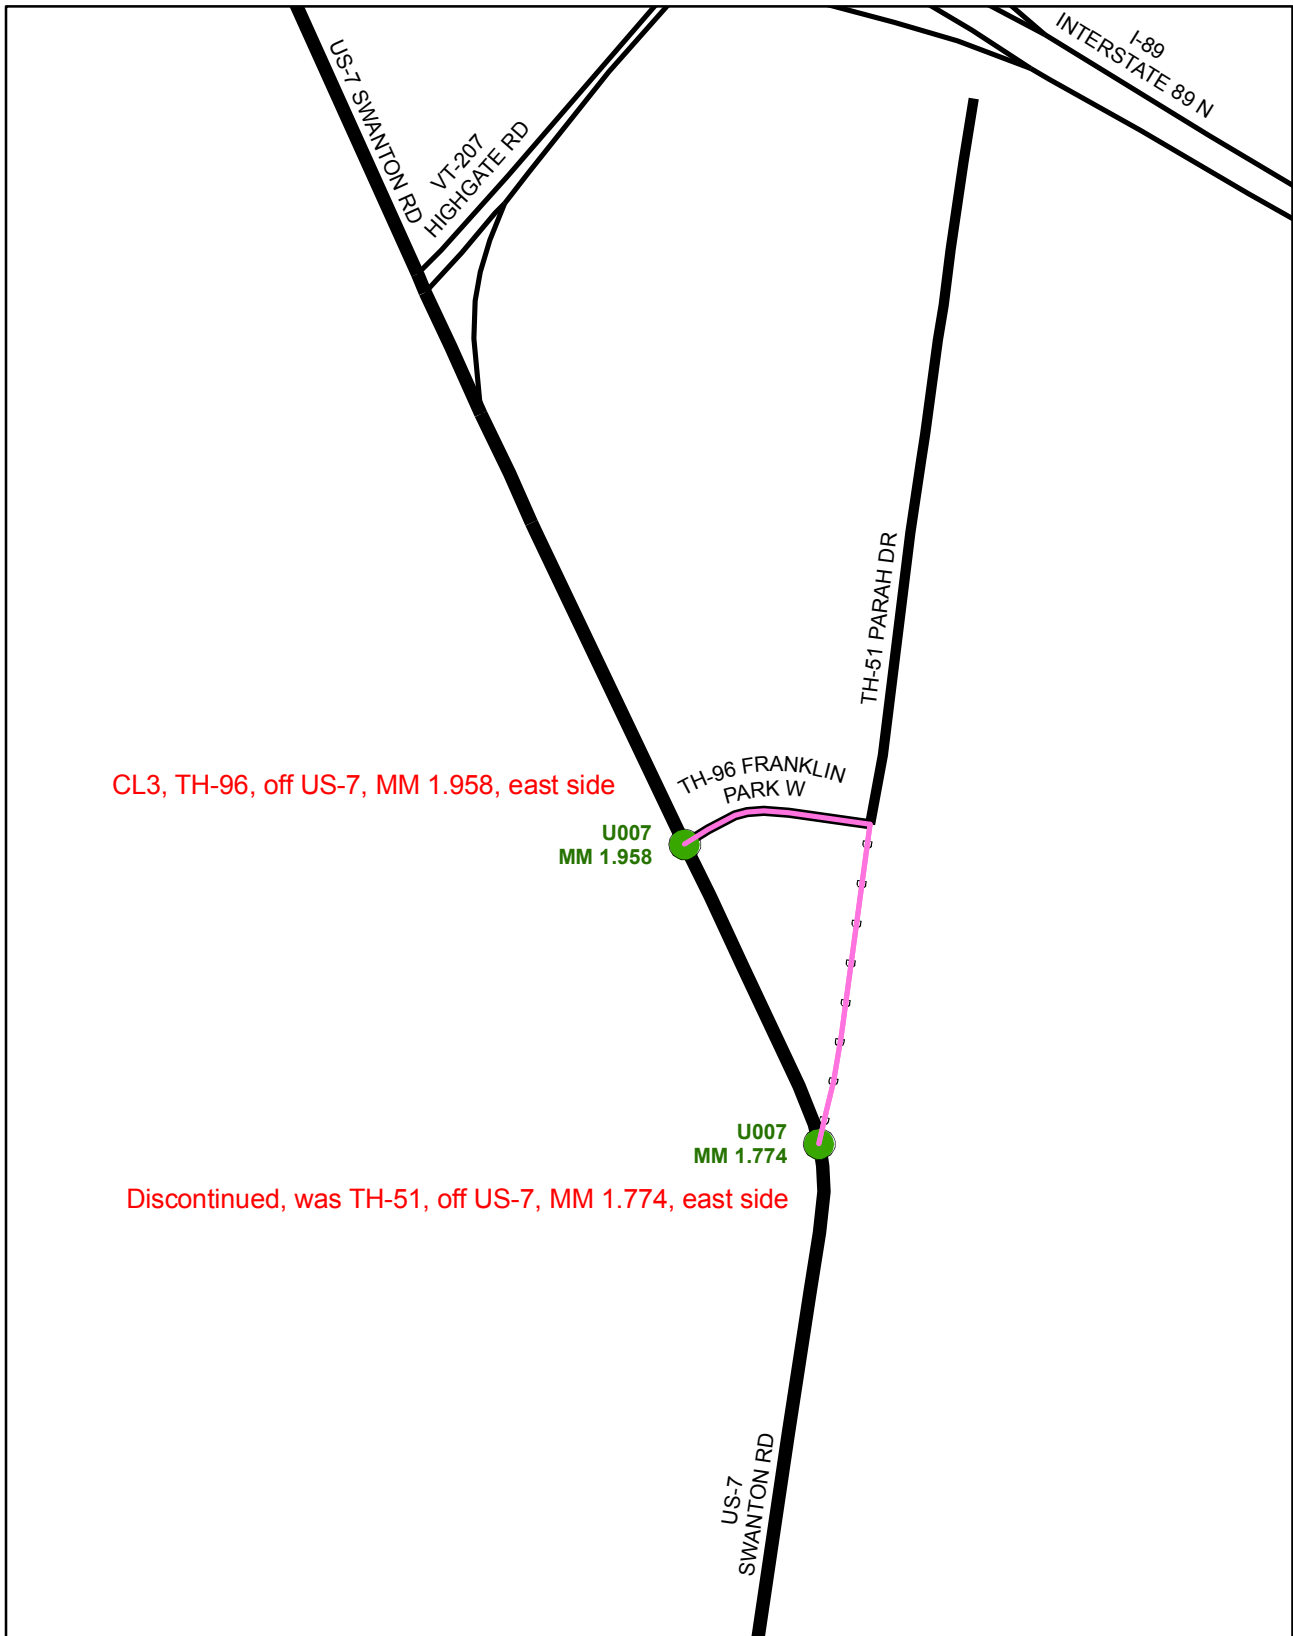 I-89
INTERSTATE 89 N
US-7 SWANTON RD
VT-207
HIGHGATE RD
TH-51 PARAH DR
TH-96 FRANKLIN
PARK W
CL3, TH-96, off US-7, MM 1.958, east side
U007
MM 1.958
U007
MM 1.774
Discontinued, was TH-51, off US-7, MM 1.774, east side
US-7
SWANTON RD